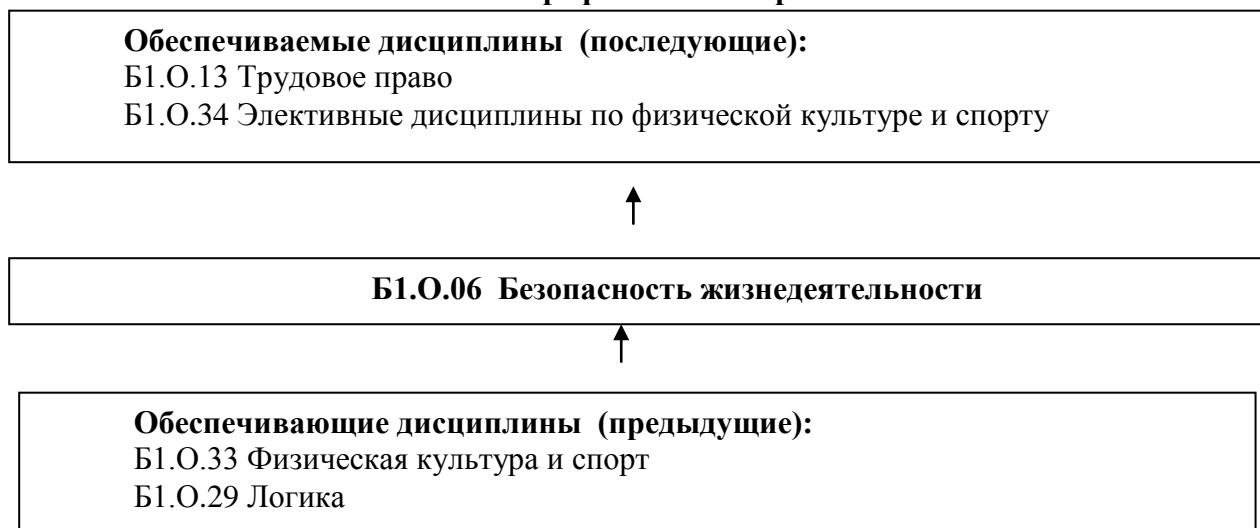 Обеспечиваемые дисциплины (последующие):
Б1.О.13 Трудовое право
Б1.О.34 Элективные дисциплины по физической культуре и спорту
Б1.О.06 Безопасность жизнедеятельности
Обеспечивающие дисциплины (предыдущие):
Б1.О.33 Физическая культура и спорт
Б1.О.29 Логика